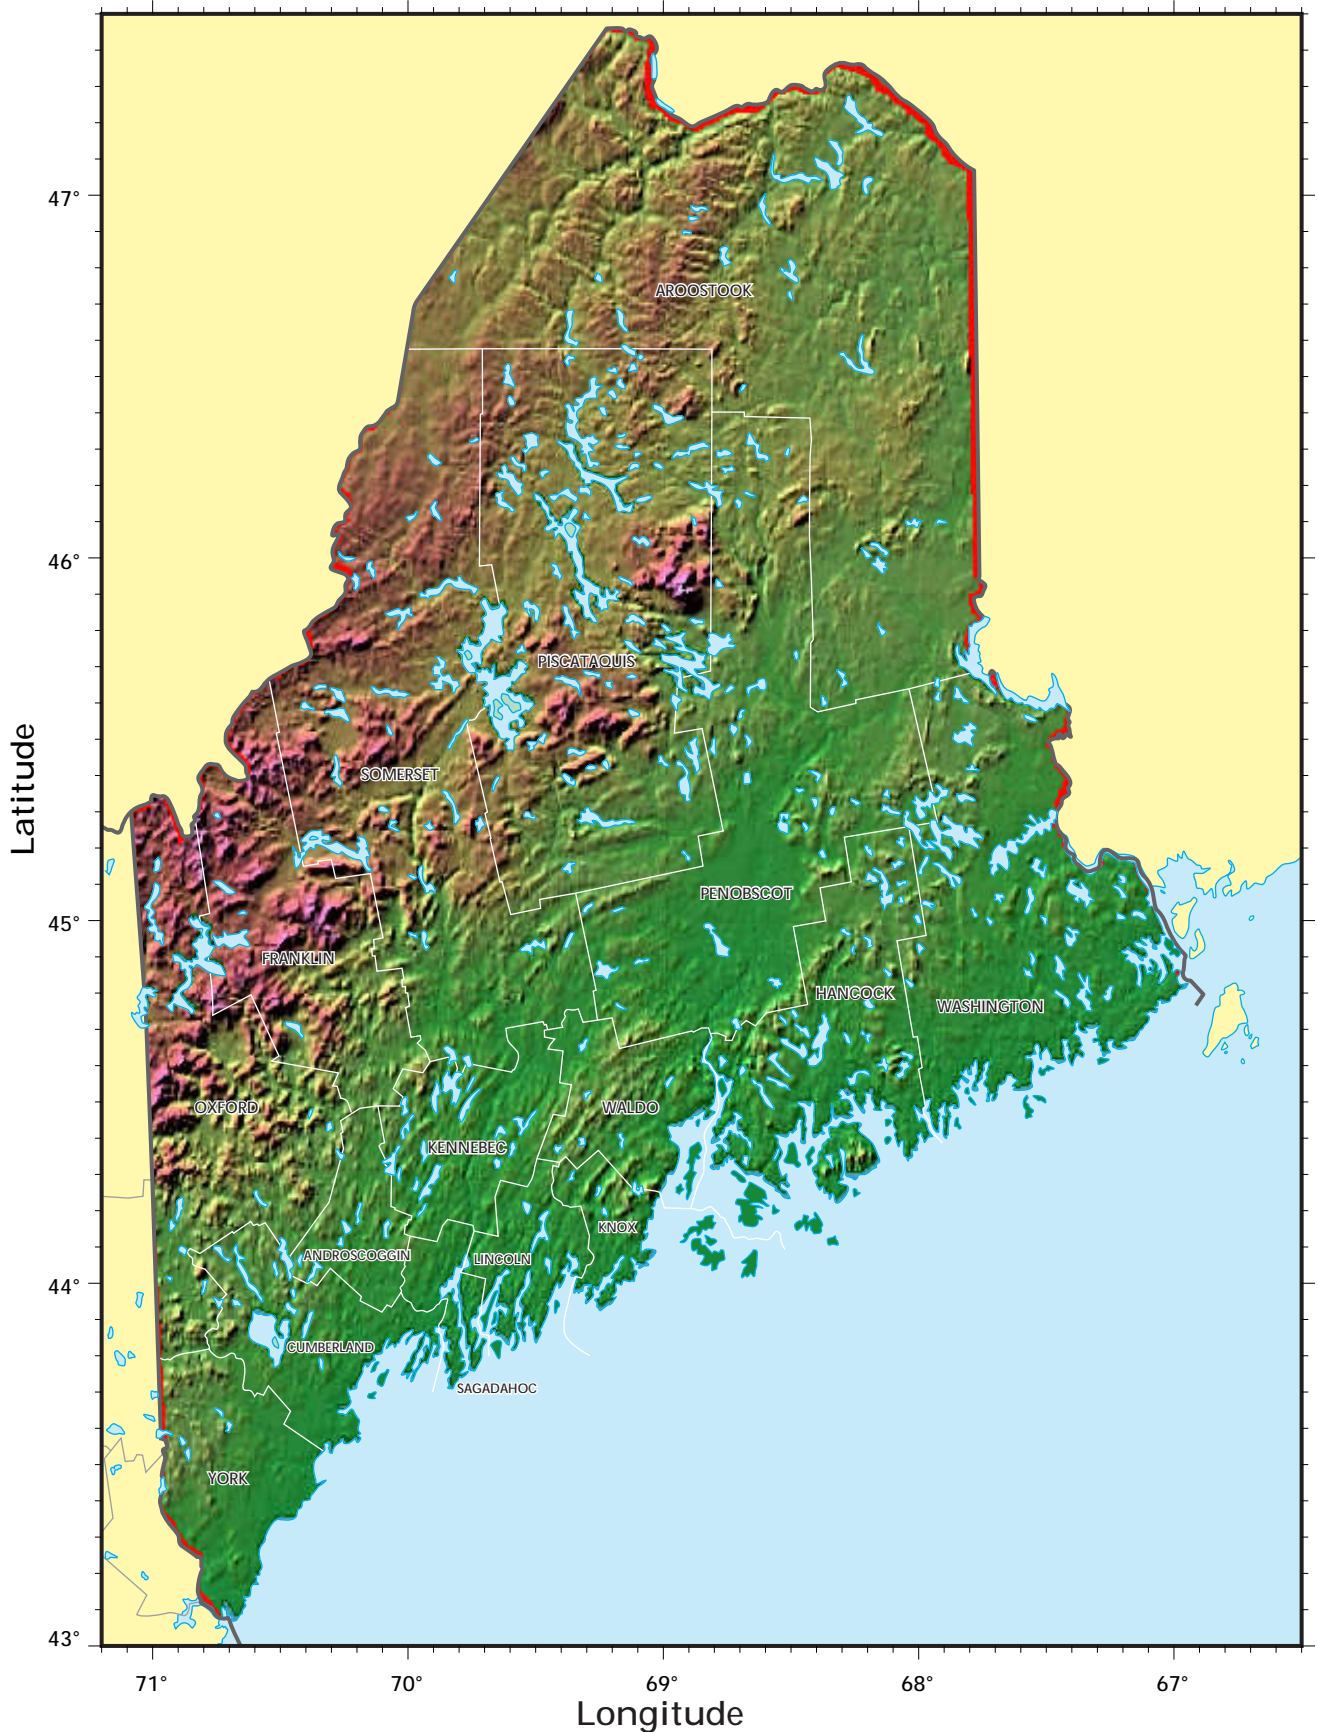 47°
AROOSTOOK
46°
PISCATAQUIS
SOMERSET
Latitude
PENOBSCOT
45°
FRANKLIN
HANCOCK
WASHINGTON
OXFORD
WALDO
KENNEBEC
KNOX
ANDROSCOGGIN
LINCOLN
44°
CUMBERLAND
SAGADAHOC
YORK
43°
71° 70° 69° 68° 67°
Longitude